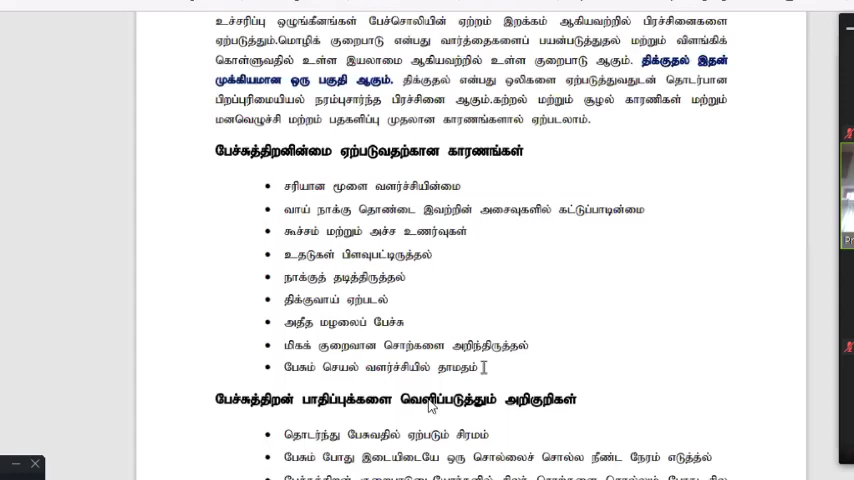 உச்சரிப்பு ஒழுங்கீனங்கள் பேச்சொலியின் ஏற்றம் இறக்கம் ஆகியவற்றில் பிரச்சினைகளை
ஏற்படுத்தும்.மொழிக் குறைபாடு என்பது வார்த்தைகளைப் பயன்படுத்துதல் மற்றும் விளங்கிக்
கொள்ளுவதில் உள்ள இயலாமை ஆகியவற்றில் உள்ள குறைபாடு ஆகும். திக்குதல் இதன்
முக்கியமான ஒரு பகுதி ஆகும். திக்குதல் என்பது ஒலிகளை ஏற்படுத்துவதுடன் தொடர்பான
பிறப்புரிமையியல் நரம்புசார்ந்த பிரச்சினை ஆகும்.கற்றல் மற்றும் சூழல் காரணிகள் மற்றும்
மனவெழுச்சி மற்றம் பதகளிப்பு முதலான காரணங்களால் ஏற்படலாம்.
பேச்சுத்திறனின்மை ஏற்படுவதற்கான காரணங்கள்
• சரியான மூளை வளர்ச்சியின்மை
• வாய் நாக்கு தொண்டை இவற்றின் அசைவுகளில் கட்டுப்பாடின்மை
• கூச்சம் மற்றும் அச்ச உணர்வுகள்
• உதடுகள் பிளவுபட்டிருத்தல்
• நாக்குத் தடித்திருத்தல்
• திக்குவாய் ஏற்படல்
• அதீத மழலைப் பேச்சு
• மிகக் குறைவான சொற்களை அறிந்திருத்தல்
• பேசும் செயல் வளர்ச்சியில் தாமதம்
பேச்சுத்திறன் பாதிப்புக்களை வெளிப்படுத்தும் அறிகுறிகள்
• தொடர்ந்து பேசுவதில் ஏற்படும் சிரமம்
• பேசும் போது இடையிடையே ஒரு சொல்லைச் சொல்ல நீண்ட நேரம் எடுத்தல்